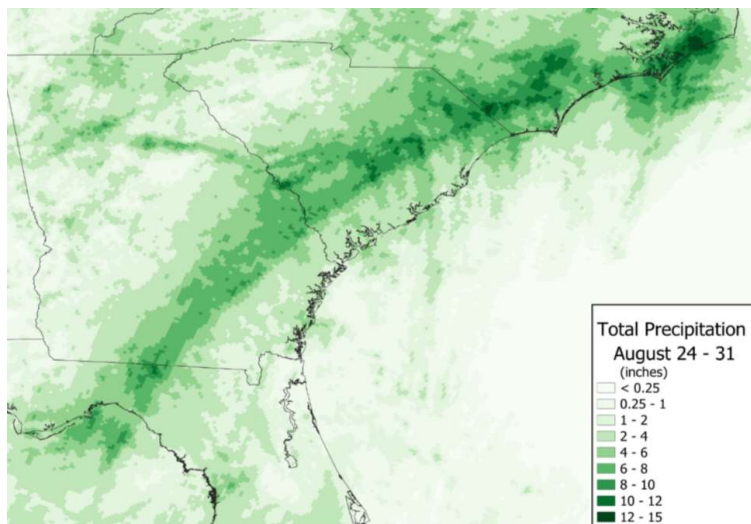 Total Precipitation
August 24 - 31
(inches)
< 0.25
0.25 - 1
1 - 2
2 - 4
4 - 6
6 - 8
8 - 10
10 - 12
12 - 15